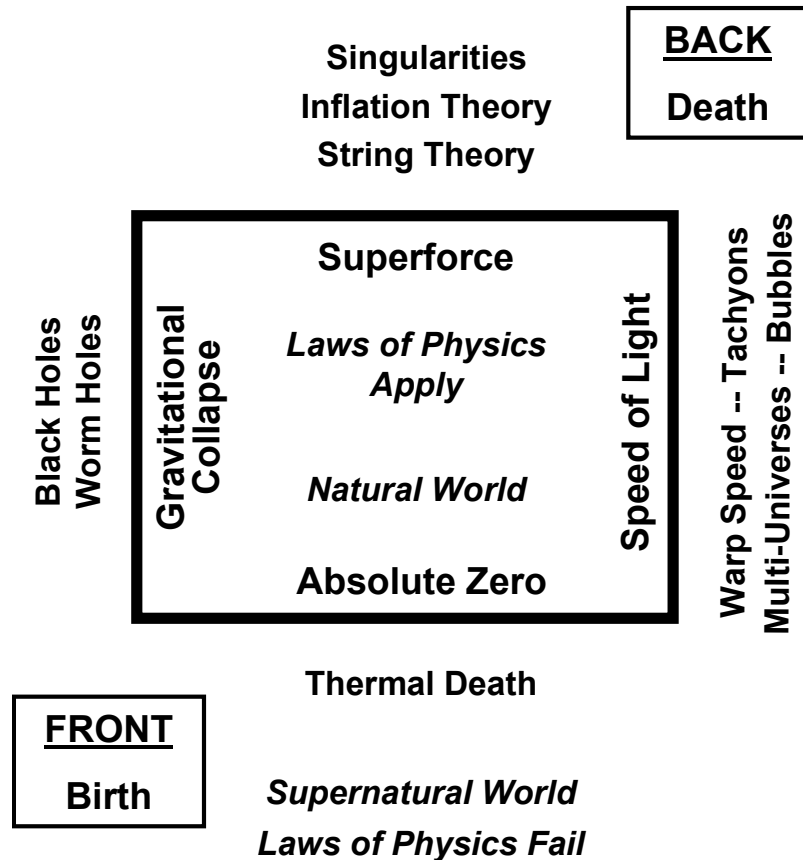 Singularities
Inflation Theory
String Theory
BACK
Death
Black Holes
Worm Holes
Gravitational
Collapse
Superforce
Laws of Physics
Apply
Natural World
Absolute Zero
Speed of Light
Warp Speed -- Tachyons
Multi-Universes -- Bubbles
Thermal Death
FRONT
Birth
Supernatural World
Laws of Physics Fail